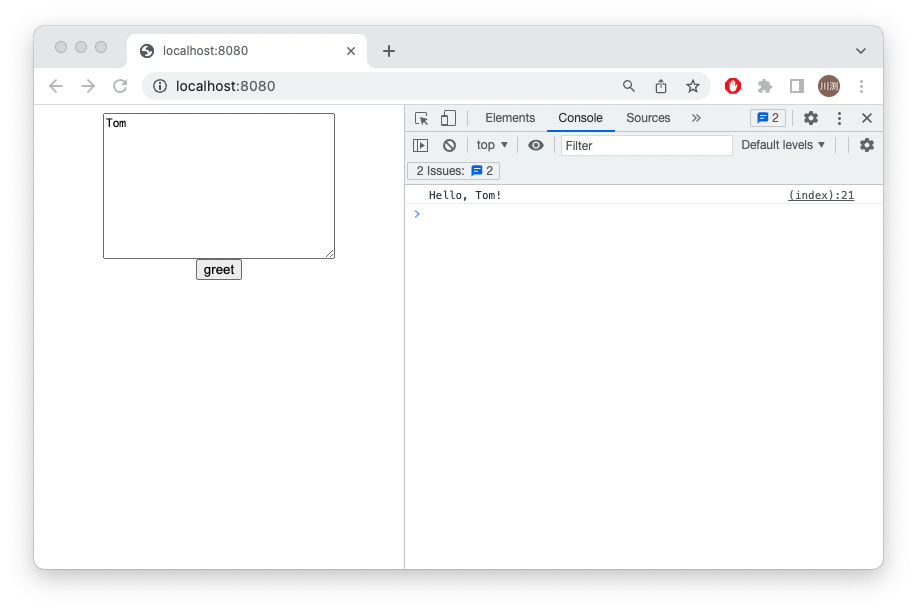 localhost:8080
localhost:8080
川渕
Tom
greet
Elements Console Sources 2
top Filter Default levels
2 Issues: 2
Hello, Tom! (index):21